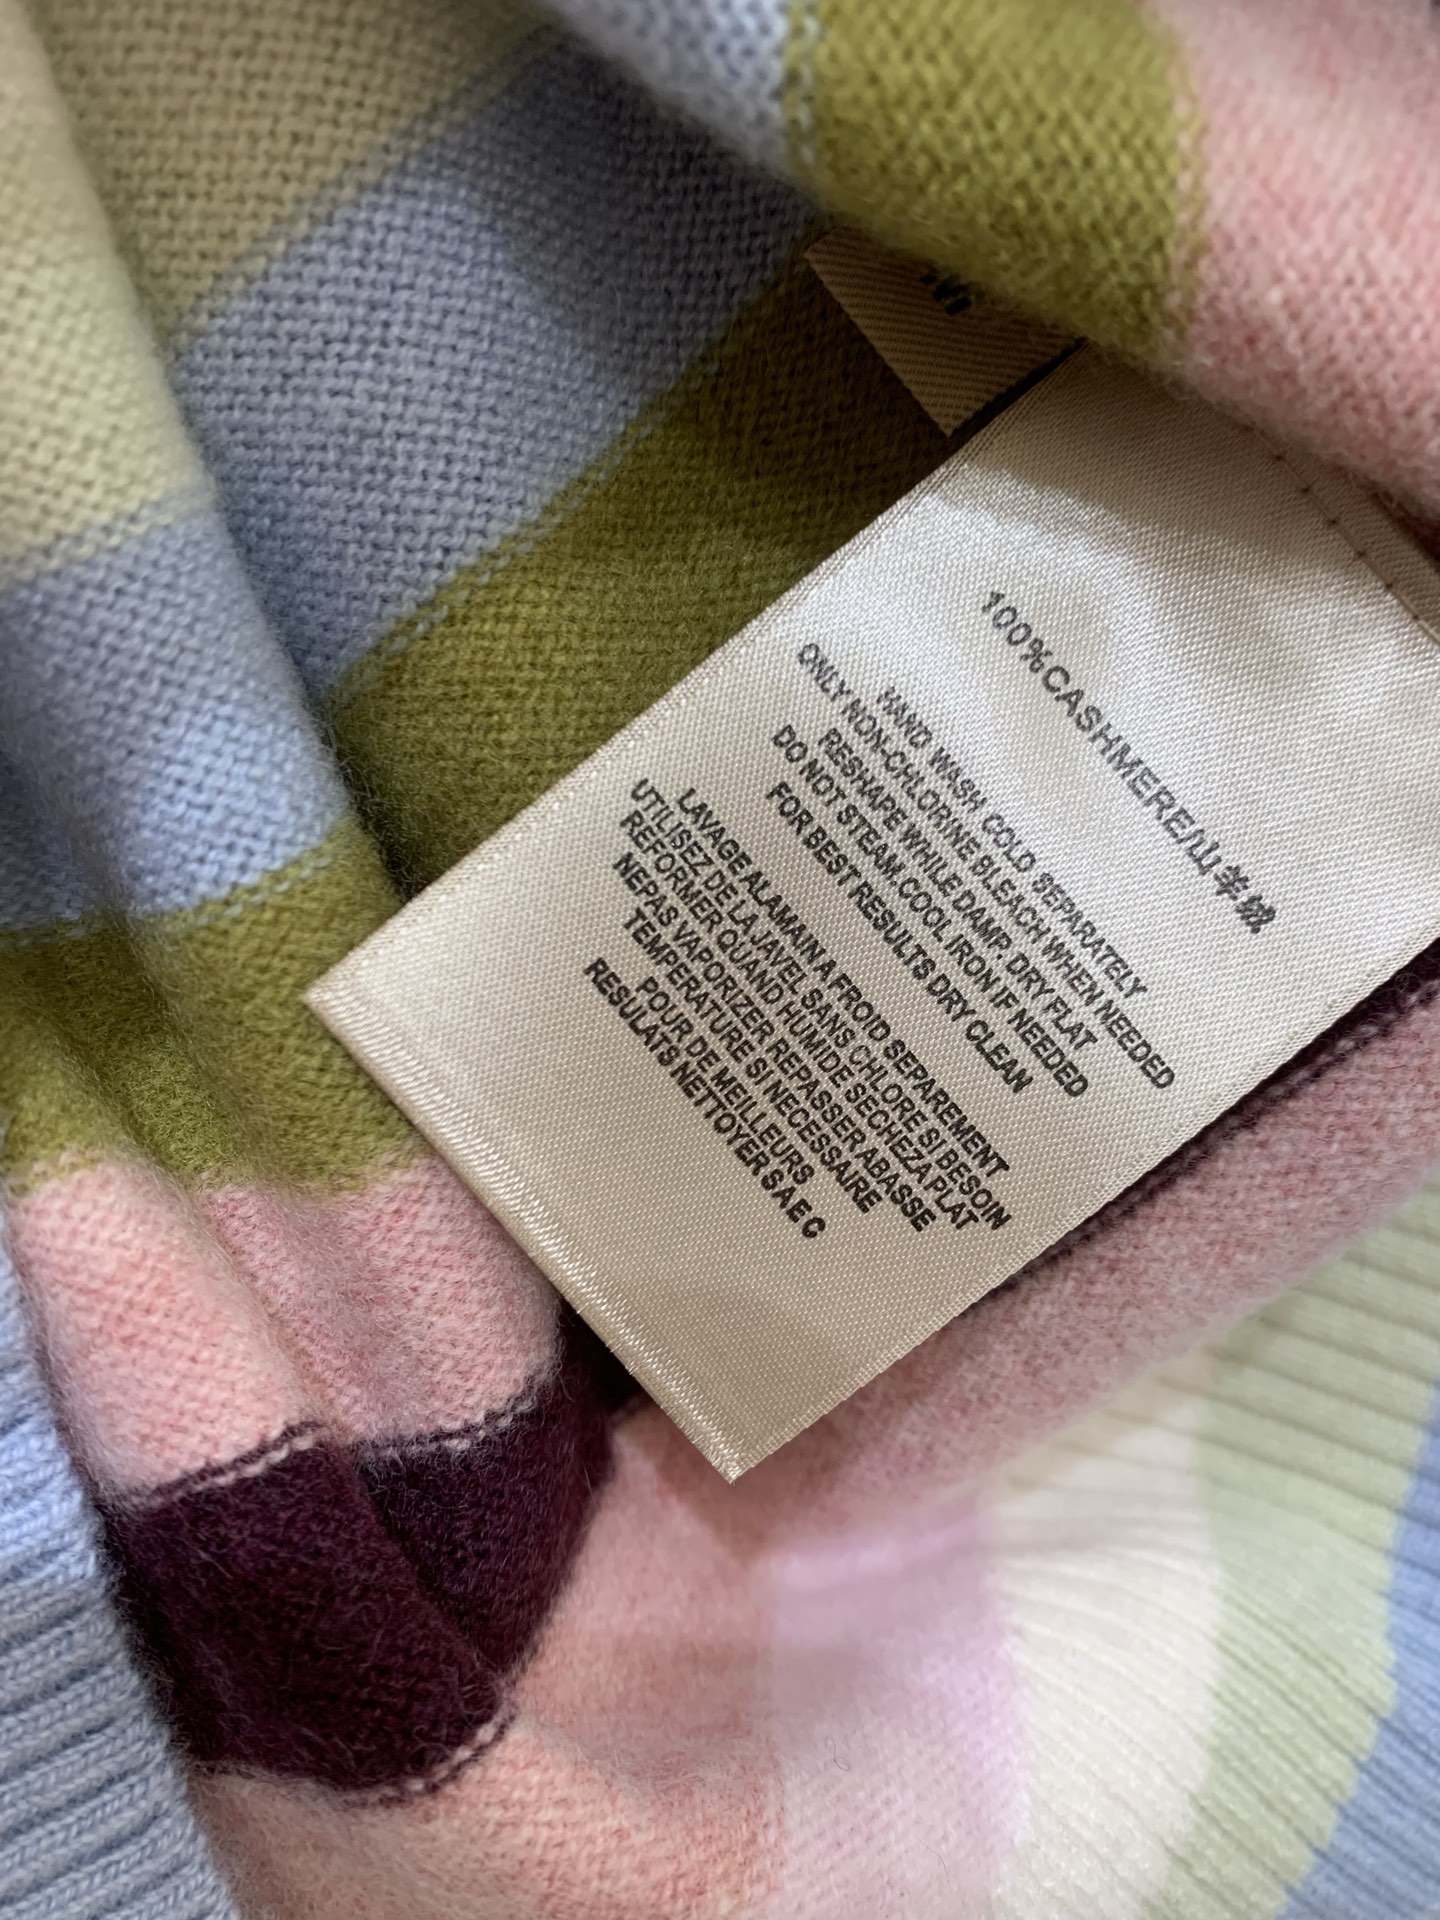 100%CASHMERE/山羊绒
HAND WASH COLD SEPARATELY
ONLY NON-CHLORINE BLEACH WHEN NEEDED
RESHAPE WHILE DAMP. DRY FLAT
DO NOT STEAM.COOL IRON IF NEEDED
FOR BEST RESULTS DRY CLEAN
LAVAGE ALAMAIN A FROID SEPAREMENT
UTILISEZ DE LA JAVEL SANS CHLORE SI BESOIN
REFORMER QUAND HUMIDE SECHEZA PLAT
NEPAS VAPORIZER REPASSER ABASSE
TEMPERATURE SI NECESSAIRE
POUR DE MEILLEURS
RESULATS NETTOYER S A E C